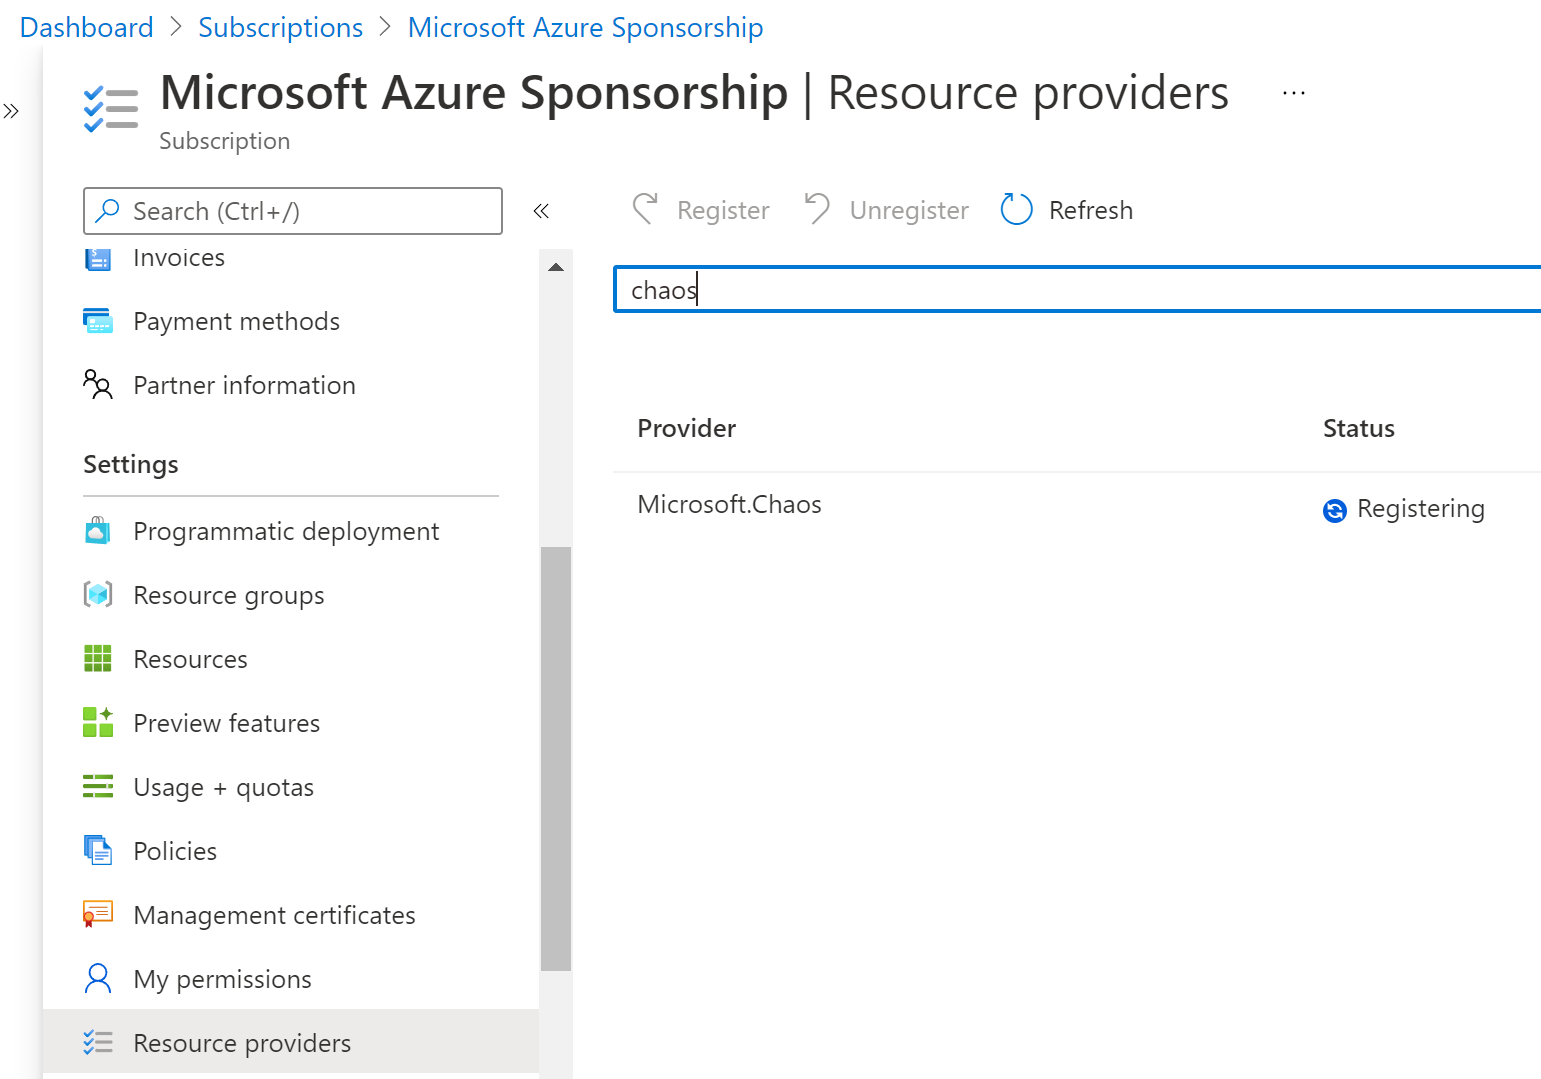 Dashboard > Subscriptions > Microsoft Azure Sponsorship
Microsoft Azure Sponsorship | Resource providers ...
Subscription
Search (Ctrl+/)
Invoices
Payment methods
Partner information
Settings
Programmatic deployment
Resource groups
Resources
Preview features
Usage + quotas
Policies
Management certificates
My permissions
Resource providers
Register Unregister Refresh
chaos
Provider Status
Microsoft.Chaos Registering